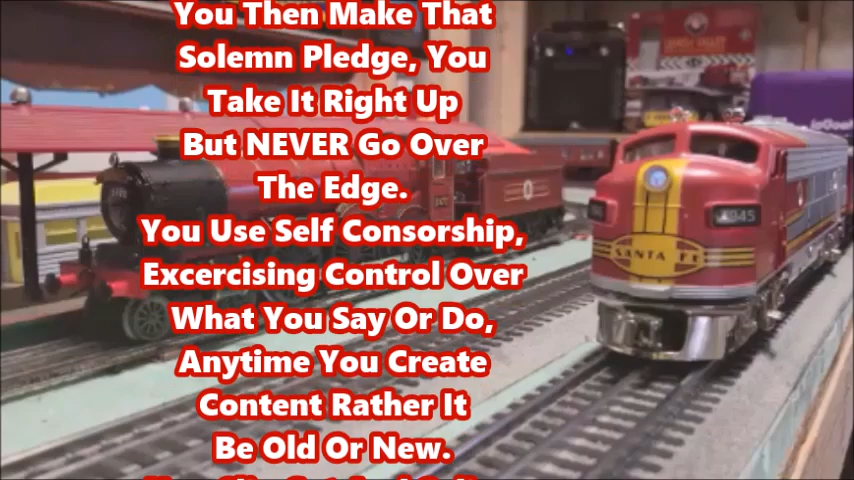 You Then Make That
Solemn Pledge, You
Take It Right Up
But NEVER Go Over
The Edge.
You Use Self Consorship,
Excercising Control Over
What You Say Or Do,
Anytime You Create
Content Rather It
Be Old Or New.
SANTA FE